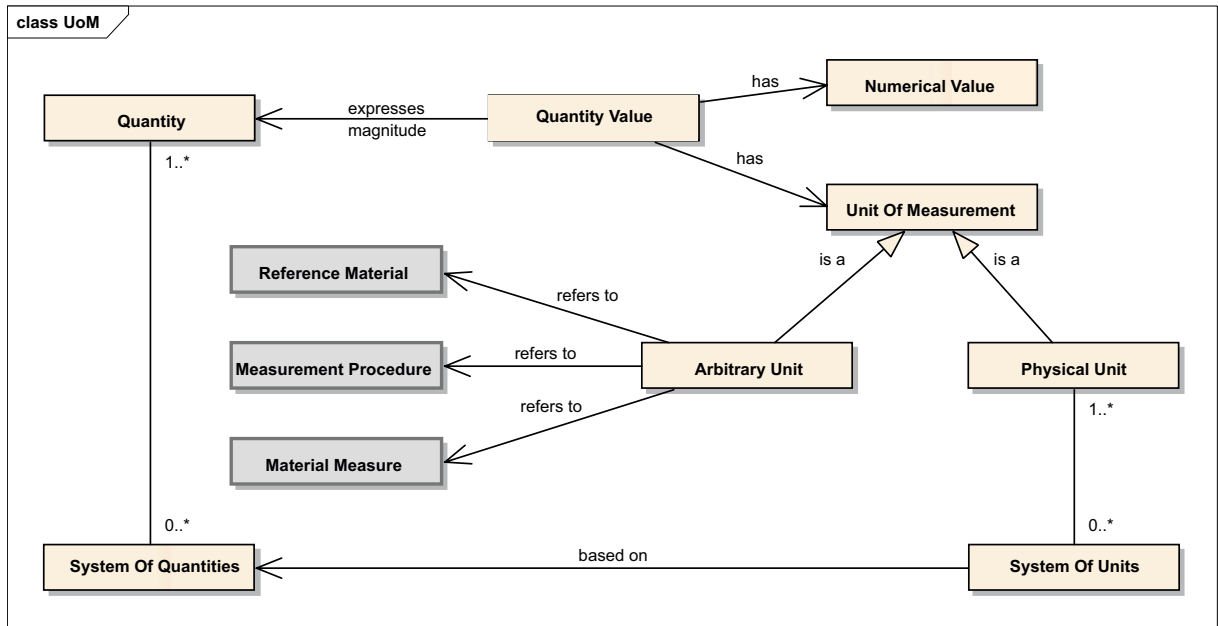 class UoM
Numerical Value
has
expresses
magnitude
Quantity Value
Quantity
1..*
has
Unit Of Measurement
is a
is a
Reference Material
refers to
Measurement Procedure
refers to
Arbitrary Unit
Physical Unit
refers to
1..*
Material Measure
0..*
0..*
System Of Quantities
based on
System Of Units